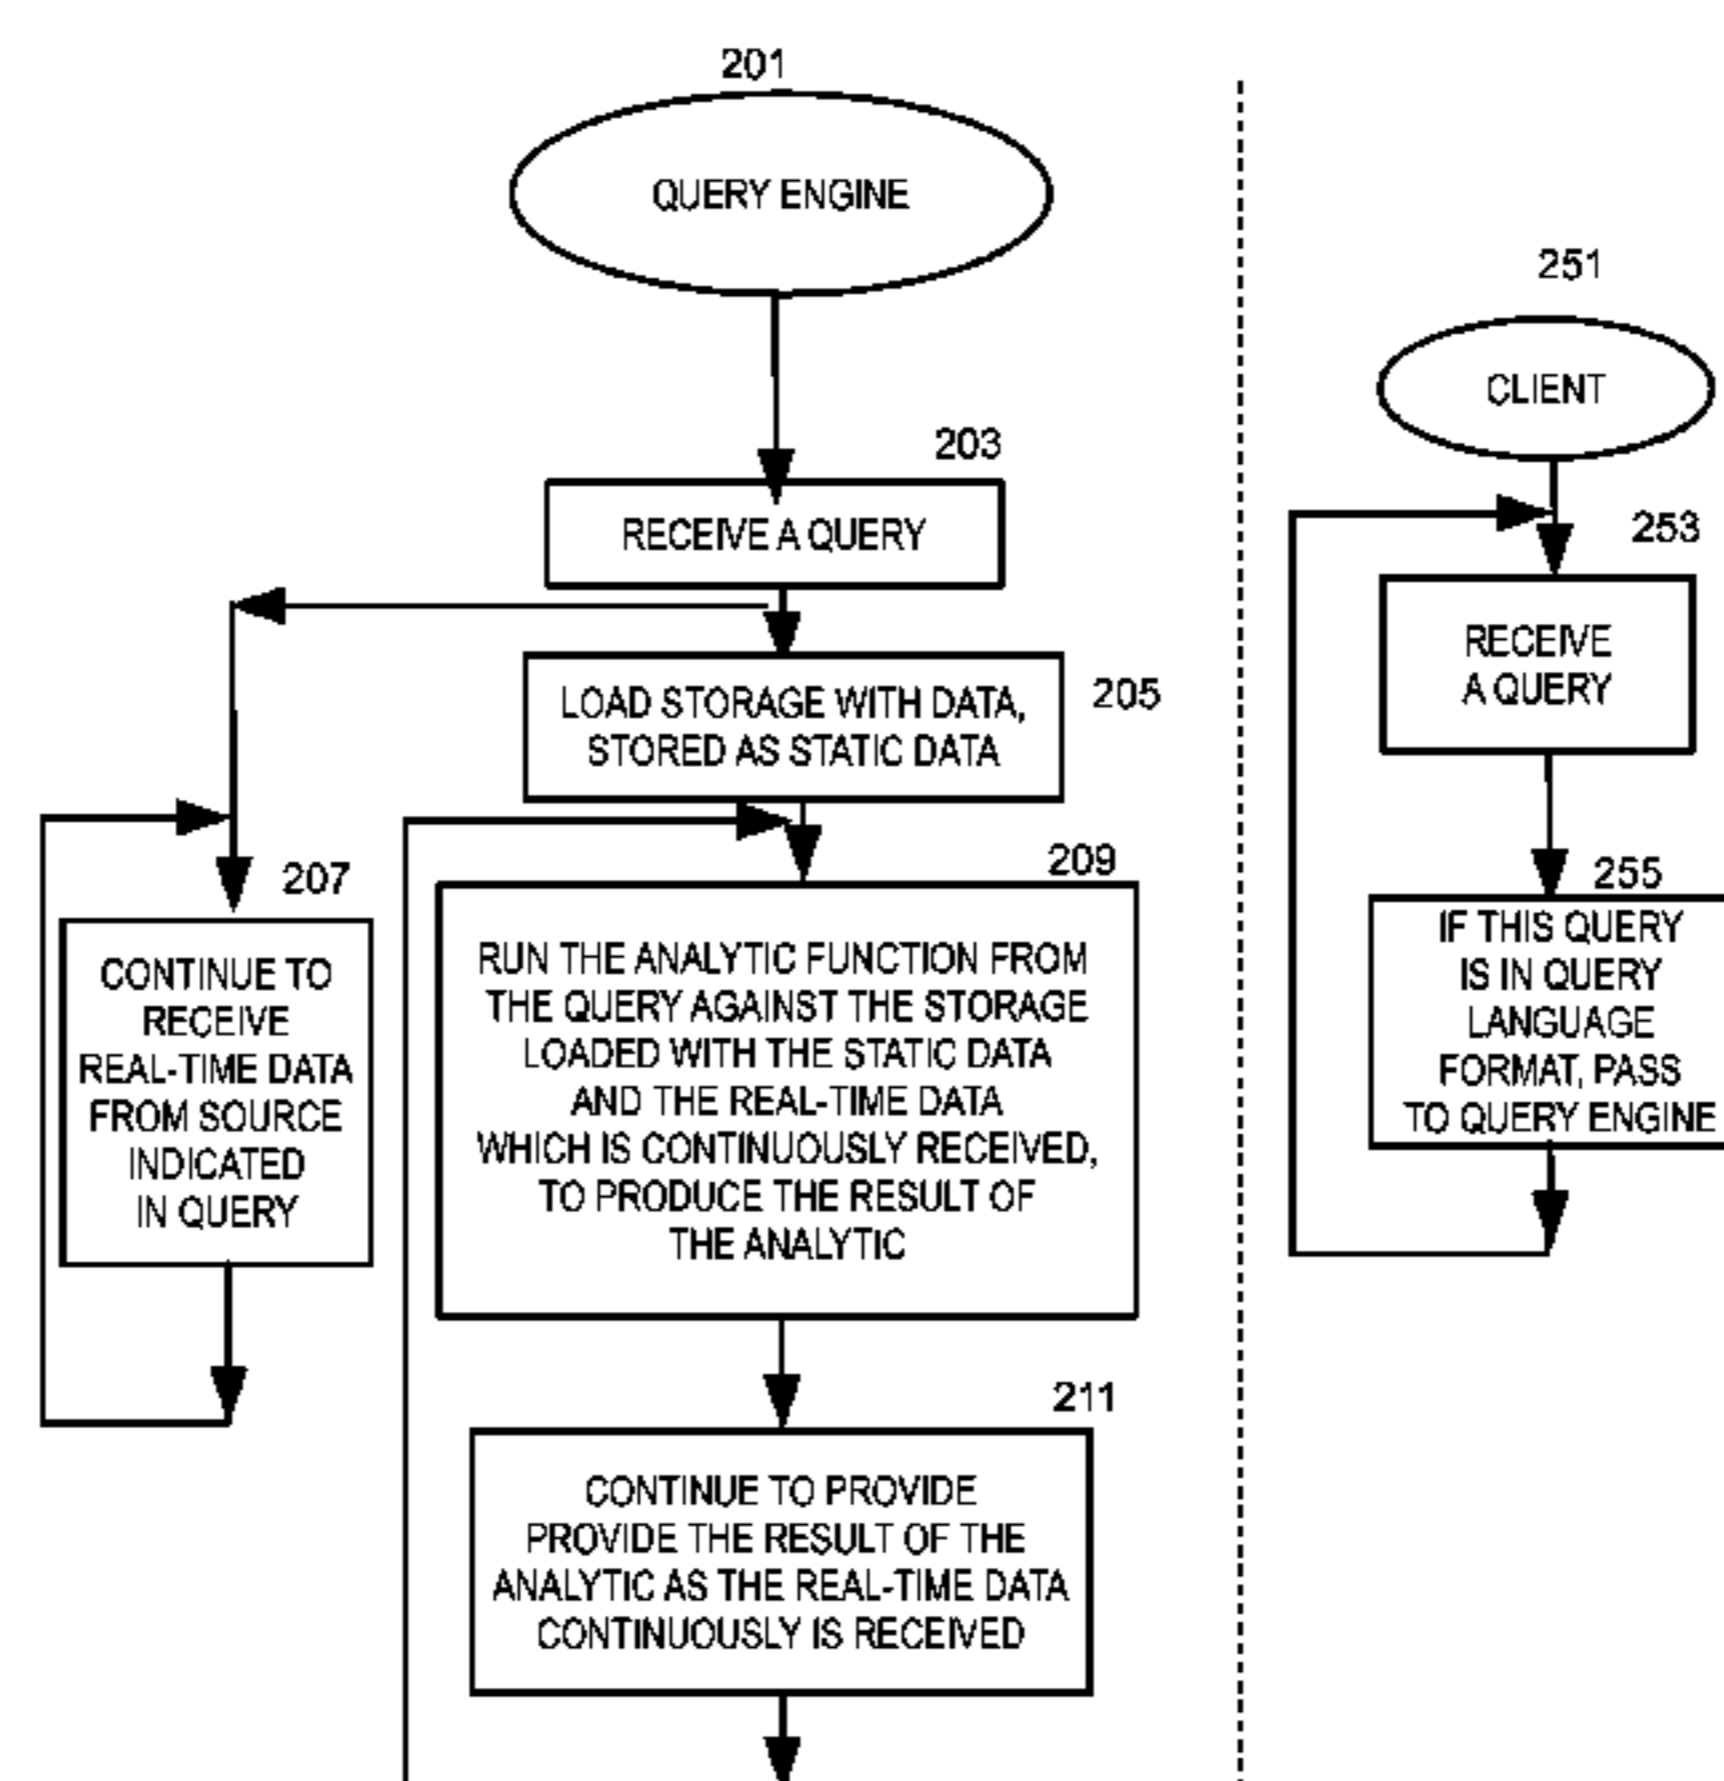 201
QUERY ENGINE
203
RECEIVE A QUERY
205
LOAD STORAGE WITH DATA,
STORED AS STATIC DATA
207
CONTINUE TO
RECEIVE
REAL-TIME DATA
FROM SOURCE
INDICATED
IN QUERY
209
RUN THE ANALYTIC FUNCTION FROM
THE QUERY AGAINST THE STORAGE
LOADED WITH THE STATIC DATA
AND THE REAL-TIME DATA
WHICH IS CONTINUOUSLY RECEIVED,
TO PRODUCE THE RESULT OF
THE ANALYTIC
211
CONTINUE TO PROVIDE
PROVIDE THE RESULT OF THE
ANALYTIC AS THE REAL-TIME DATA
CONTINUOUSLY IS RECEIVED
251
CLIENT
253
RECEIVE
A QUERY
255
IF THIS QUERY
IS IN QUERY
LANGUAGE
FORMAT, PASS
TO QUERY ENGINE